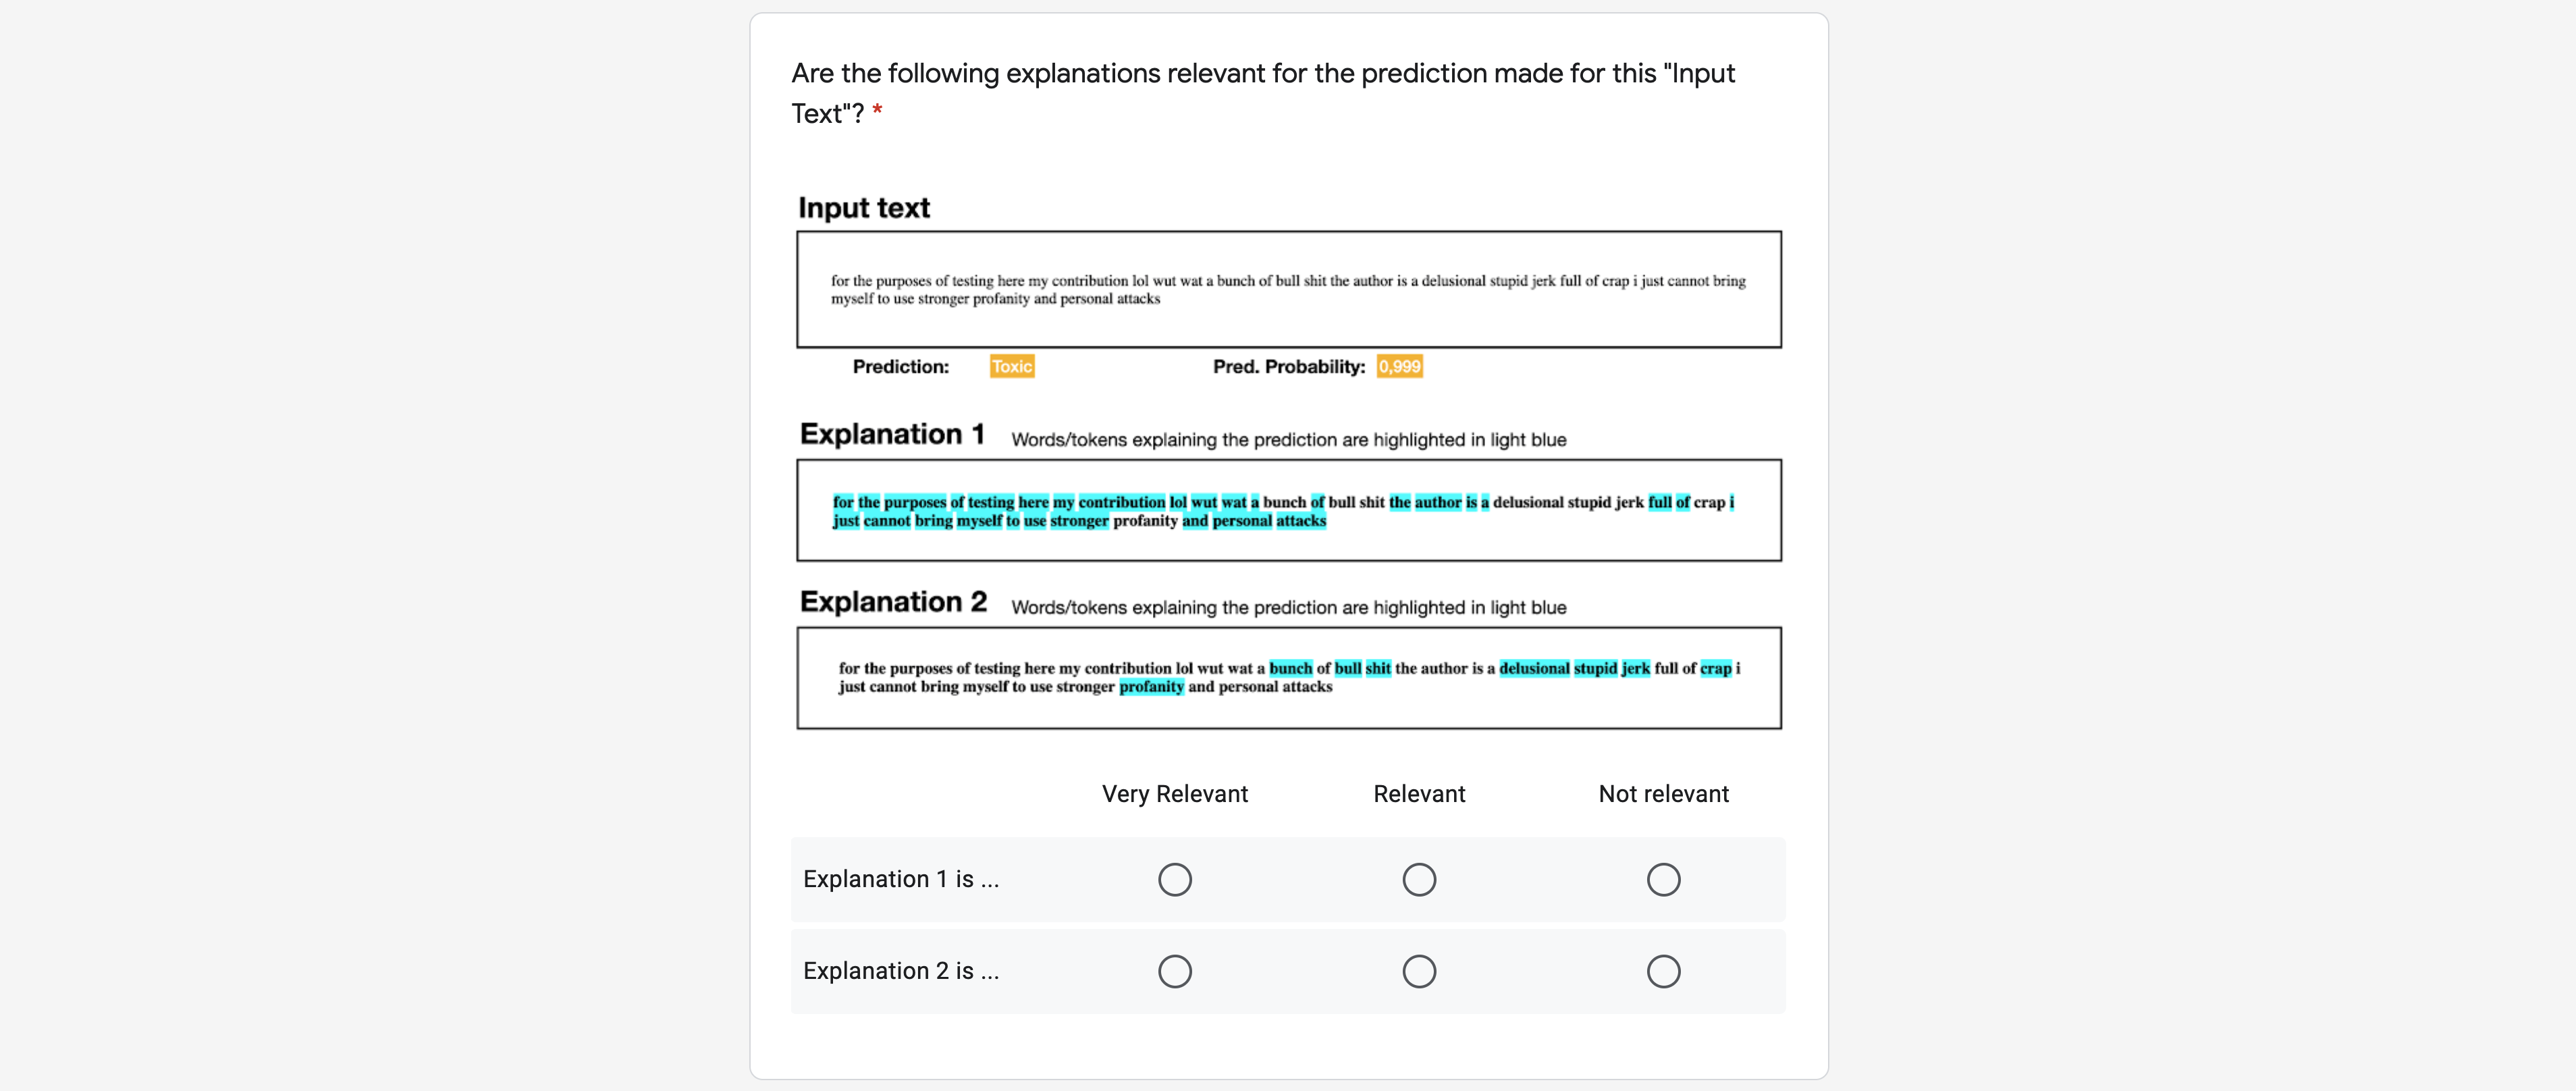 Are the following explanations relevant for the prediction made for this "Input
Text"? *
Input text
for the purposes of testing here my contribution lol wut wat a bunch of bull shit the author is a delusional stupid jerk full of crap i just cannot bring
myself to use stronger profanity and personal attacks
Prediction: Toxic Pred. Probability: 0,999
Explanation 1 Words/tokens explaining the prediction are highlighted in light blue
for the purposes of testing here my contribution lol wut wat a bunch of bull shit the author is a delusional stupid jerk full of crap i
just cannot bring myself to use stronger profanity and personal attacks
Explanation 2 Words/tokens explaining the prediction are highlighted in light blue
for the purposes of testing here my contribution lol wut wat a bunch of bull shit the author is a delusional stupid jerk full of crap i
just cannot bring myself to use stronger profanity and personal attacks
Very Relevant Relevant Not relevant
Explanation 1 is ...
Explanation 2 is ...